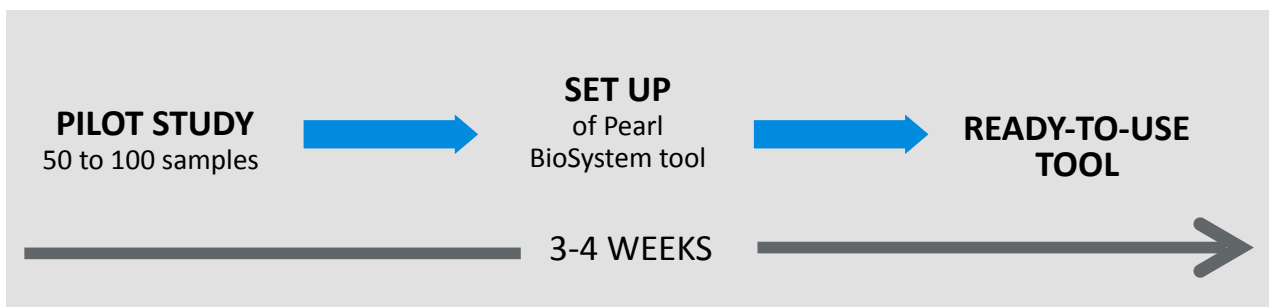 PILOT STUDY
50 to 100 samples
SET UP
of Pearl
BioSystem tool
READY-TO-USE
TOOL
3-4 WEEKS